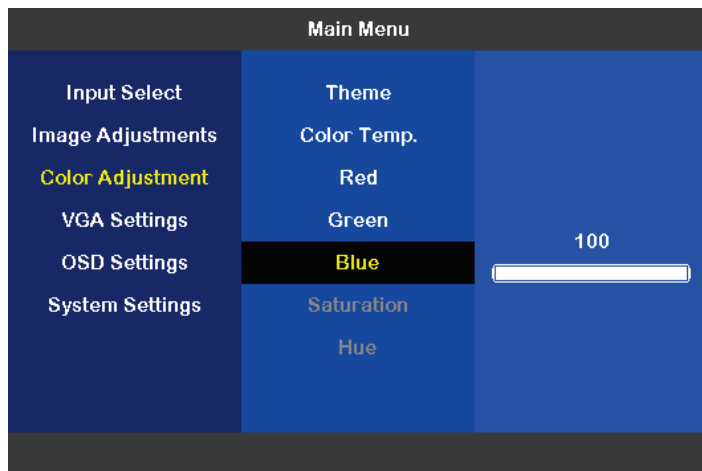 Main Menu
Input Select
Image Adjustments
Color Adjustment
VGA Settings
OSD Settings
System Settings
Theme
Color Temp.
Red
Green
Blue
Saturation
Hue
100